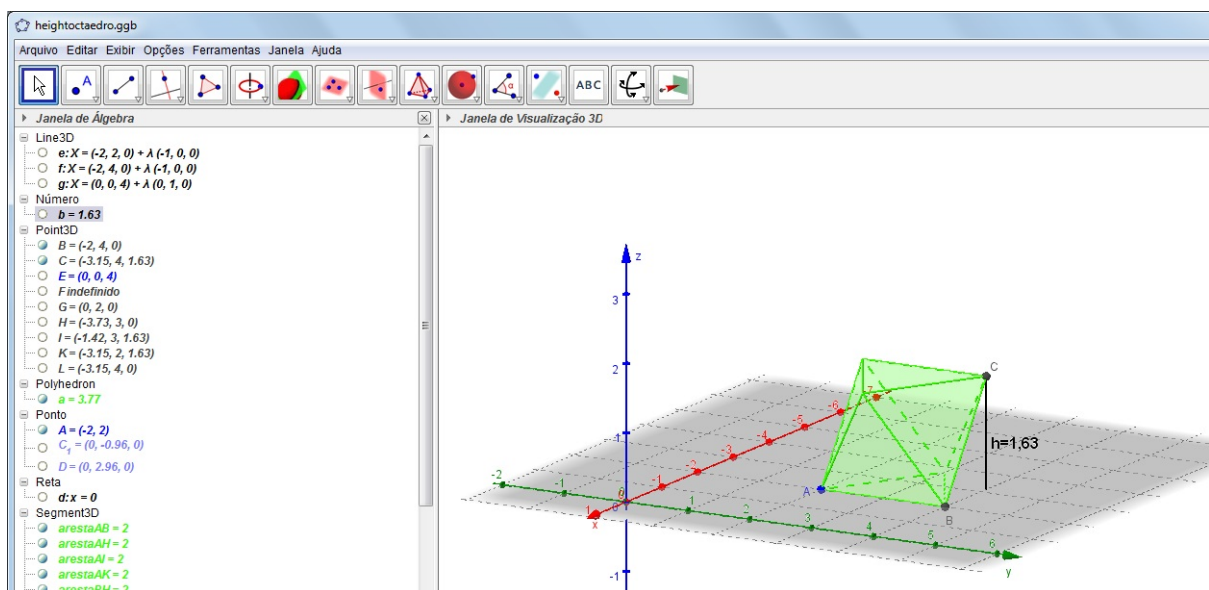 heightoctaedro.ggb
Arquivo Editar Exibir Opções Ferramentas Janela Ajuda
A
α
ABC
Janela de Álgebra
Line3D
e: X = (-2, 2, 0) + λ (-1, 0, 0)
f: X = (-2, 4, 0) + λ (-1, 0, 0)
g: X = (0, 0, 4) + λ (0, 1, 0)
Número
b = 1.63
Point3D
B = (-2, 4, 0)
C = (-3.15, 4, 1.63)
E = (0, 0, 4)
F indefinido
G = (0, 2, 0)
H = (-3.73, 3, 0)
I = (-1.42, 3, 1.63)
K = (-3.15, 2, 1.63)
L = (-3.15, 4, 0)
Polyhedron
a = 3.77
Ponto
A = (-2, 2)
C₁ = (0, -0.96, 0)
D = (0, 2.96, 0)
Reta
d: x = 0
Segment3D
arestaAB = 2
arestaAH = 2
arestaAI = 2
arestaAK = 2
arestaBH = 2
Janela de Visualização 3D
z
3
2
1
0
-1
-7
-6
-5
-4
-3
-2
-1
1
x
-2
-1
1
2
3
4
5
6
y
A
B
C
h=1,63